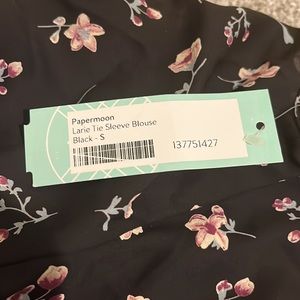 Papermoon
Larie Tie Sleeve Blouse
Black - S
137751427